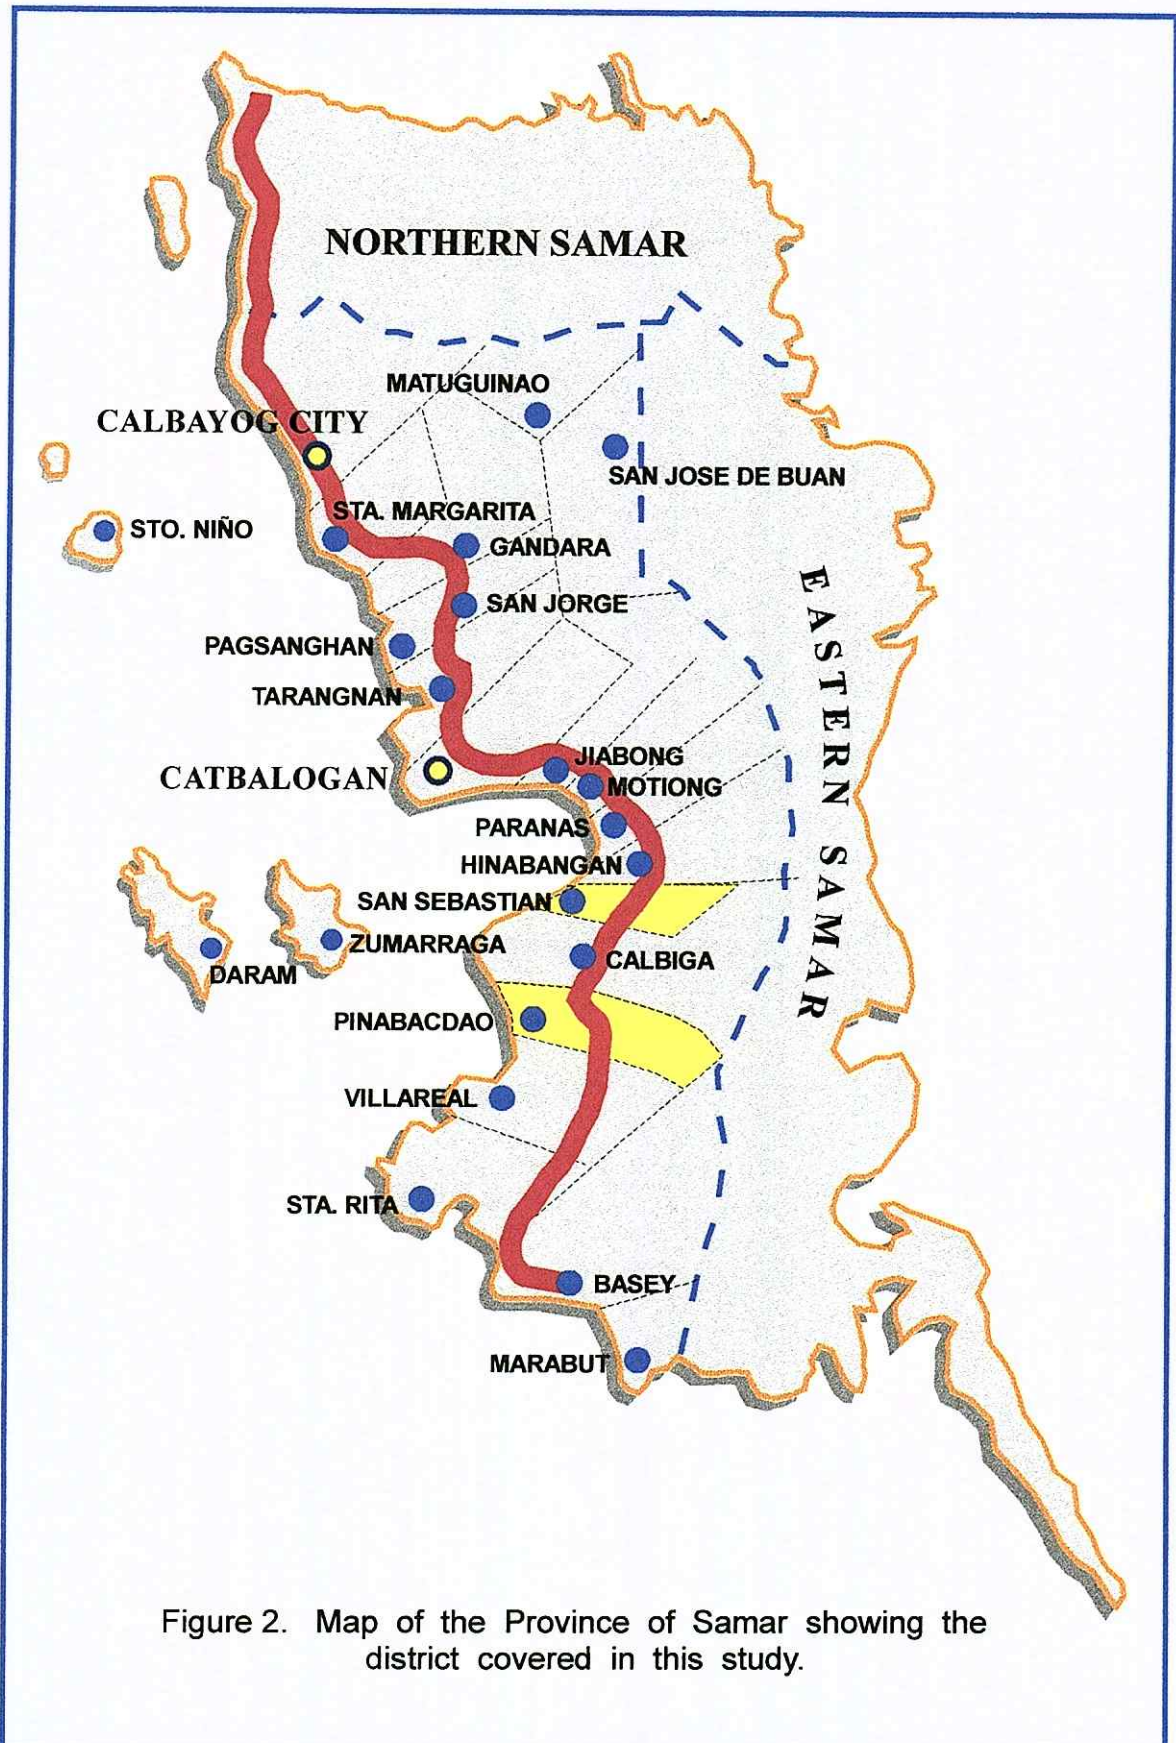 NORTHERN SAMAR
MATUGUINAO
CALBAYOG CITY
SAN JOSE DE BUAN
STA. MARGARITA
STO. NIÑO
GANDARA
EASTERN SAMAR
SAN JORGE
PAGSANGHAN
TARANGNAN
JIABONG
CATBALOGAN
MOTIONG
PARANAS
HINABANGAN
SAN SEBASTIAN
ZUMARRAGA
CALBIGA
DARAM
PINABACDAO
VILLAREAL
STA. RITA
BASEY
MARABUT
Figure 2. Map of the Province of Samar showing the
district covered in this study.